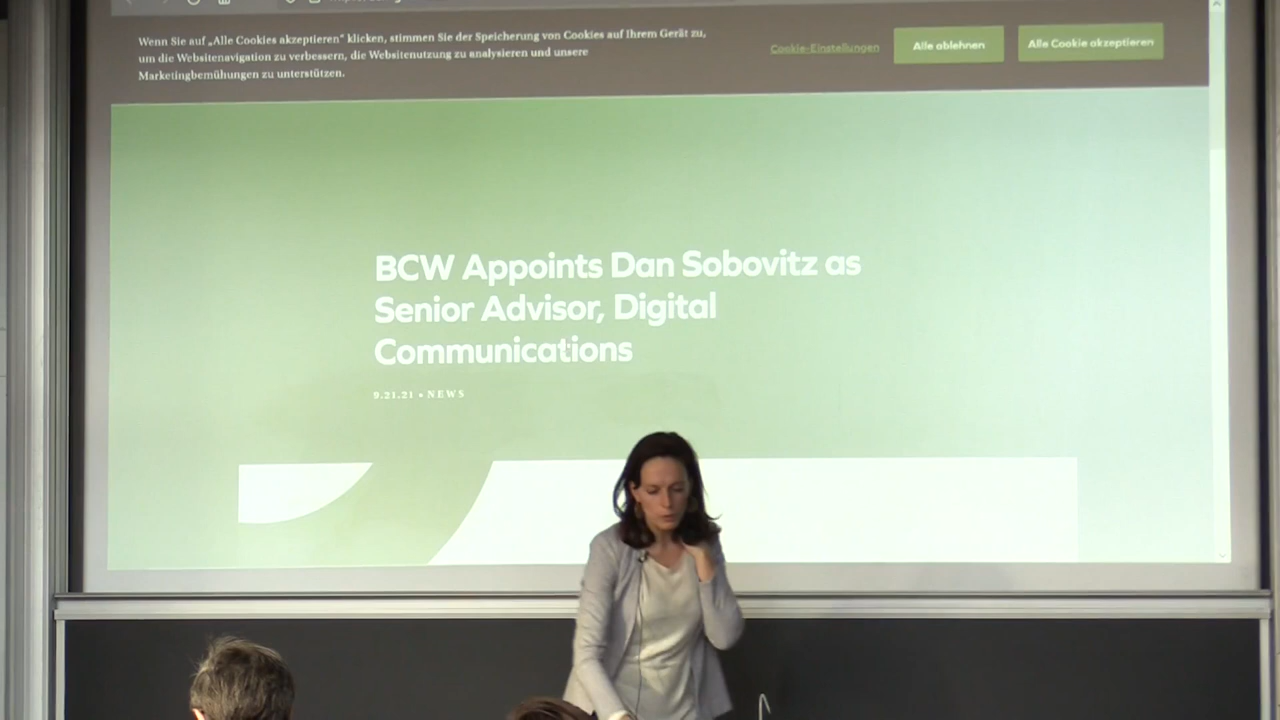 Wenn Sie auf „Alle Cookies akzeptieren“ klicken, stimmen Sie der Speicherung von Cookies auf Ihrem Gerät zu,
um die Websitenavigation zu verbessern, die Websitenutzung zu analysieren und unsere
Marketingbemühungen zu unterstützen.
Cookie-Einstellungen
Alle ablehnen
Alle Cookie akzeptieren
BCW Appoints Dan Sobovitz as
Senior Advisor, Digital
Communications
9.21.21 • NEWS